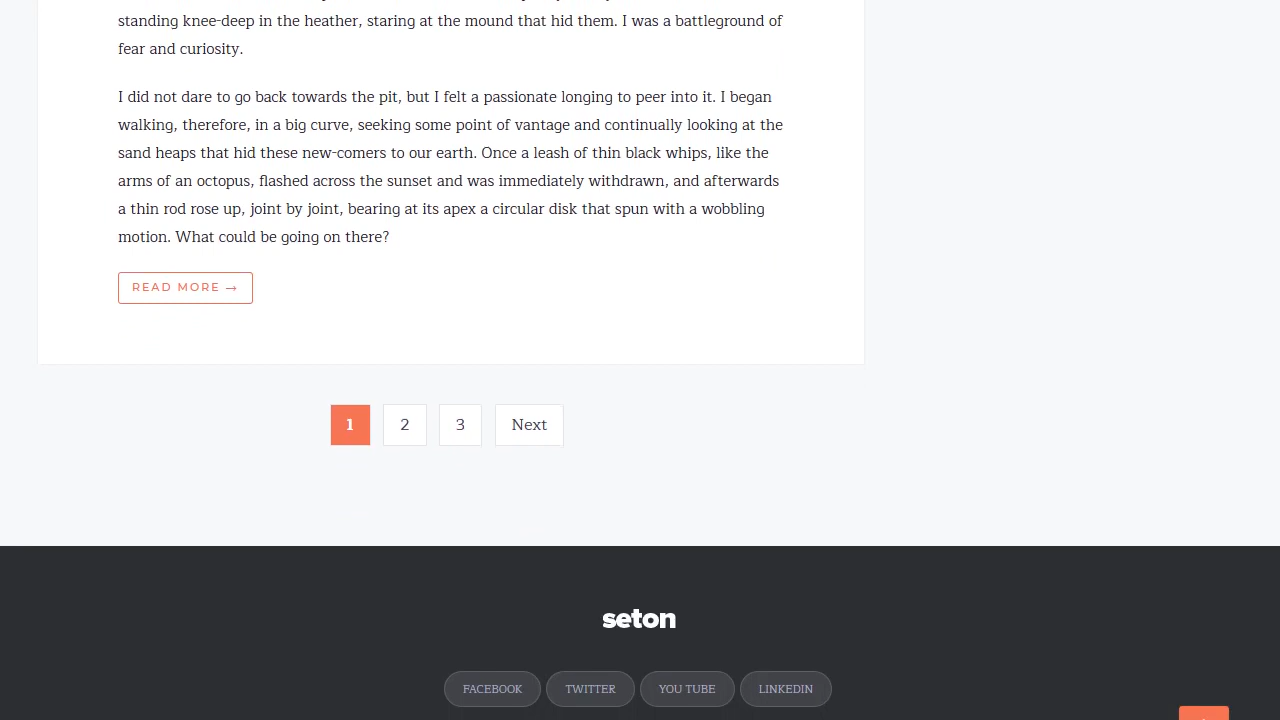 standing knee-deep in the heather, staring at the mound that hid them. I was a battleground of
fear and curiosity.
I did not dare to go back towards the pit, but I felt a passionate longing to peer into it. I began
walking, therefore, in a big curve, seeking some point of vantage and continually looking at the
sand heaps that hid these new-comers to our earth. Once a leash of thin black whips, like the
arms of an octopus, flashed across the sunset and was immediately withdrawn, and afterwards
a thin rod rose up, joint by joint, bearing at its apex a circular disk that spun with a wobbling
motion. What could be going on there?
READ MORE →
1 2 3 Next
seton
FACEBOOK TWITTER YOU TUBE LINKEDIN